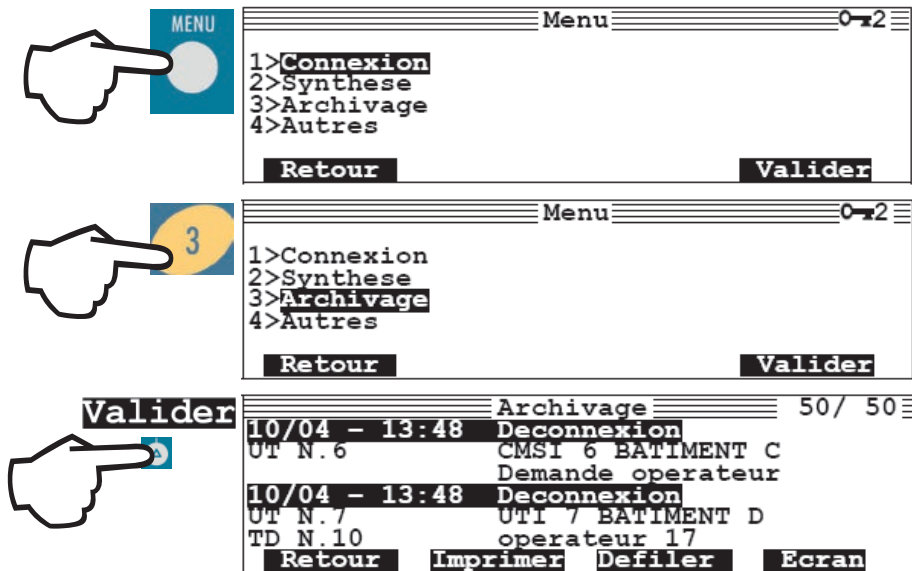 MENU
Menu 2
1>Connexion
2>Synthese
3>Archivage
4>Autres
Retour Valider
3
Menu 2
1>Connexion
2>Synthese
3>Archivage
4>Autres
Retour Valider
Valider
Archivage 50/ 50
10/04 - 13:48 Deconnexion
UT N.6 CMSI 6 BATIMENT C
Demande operateur
10/04 - 13:48 Deconnexion
UT N.7 UTI 7 BATIMENT D
TD N.10 operateur 17
Retour Imprimer Defiler Ecran